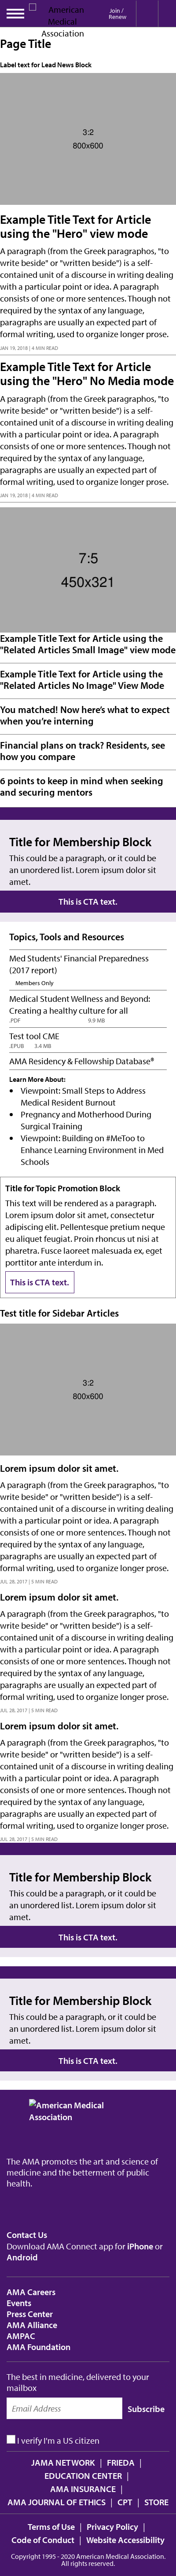 American
Medical
Association
Join /
Renew
Page Title
Label text for Lead News Block
3:2
800x600
Example Title Text for Article
using the "Hero" view mode
A paragraph (from the Greek paragraphos, "to
write beside" or "written beside") is a self-
contained unit of a discourse in writing dealing
with a particular point or idea. A paragraph
consists of one or more sentences. Though not
required by the syntax of any language,
paragraphs are usually an expected part of
formal writing, used to organize longer prose.
JAN 19, 2018 | 4 MIN READ
Example Title Text for Article
using the "Hero" No Media mode
A paragraph (from the Greek paragraphos, "to
write beside" or "written beside") is a self-
contained unit of a discourse in writing dealing
with a particular point or idea. A paragraph
consists of one or more sentences. Though not
required by the syntax of any language,
paragraphs are usually an expected part of
formal writing, used to organize longer prose.
JAN 19, 2018 | 4 MIN READ
7:5
450x321
Example Title Text for Article using the
"Related Articles Small Image" view mode
Example Title Text for Article using the
"Related Articles No Image" View Mode
You matched! Now here's what to expect
when you're interning
Financial plans on track? Residents, see
how you compare
6 points to keep in mind when seeking
and securing mentors
Title for Membership Block
This could be a paragraph, or it could be
an unordered list. Lorem ipsum dolor sit
amet.
This is CTA text.
Topics, Tools and Resources
Med Students' Financial Preparedness
(2017 report)
Members Only
Medical Student Wellness and Beyond:
Creating a healthy culture for all
.PDF 9.9 MB
Test tool CME
.EPUB 3.4 MB
AMA Residency & Fellowship Database®
Learn More About:
Viewpoint: Small Steps to Address
Medical Resident Burnout
Pregnancy and Motherhood During
Surgical Training
Viewpoint: Building on #MeToo to
Enhance Learning Environment in Med
Schools
Title for Topic Promotion Block
This text will be rendered as a paragraph.
Lorem ipsum dolor sit amet, consectetur
adipiscing elit. Pellentesque pretium neque
eu aliquet feugiat. Proin rhoncus ut nisi at
pharetra. Fusce laoreet malesuada ex, eget
porttitor ante interdum in.
This is CTA text.
Test title for Sidebar Articles
3:2
800x600
Lorem ipsum dolor sit amet.
A paragraph (from the Greek paragraphos, "to
write beside" or "written beside") is a self-
contained unit of a discourse in writing dealing
with a particular point or idea. A paragraph
consists of one or more sentences. Though not
required by the syntax of any language,
paragraphs are usually an expected part of
formal writing, used to organize longer prose.
JUL 28, 2017 | 5 MIN READ
Lorem ipsum dolor sit amet.
A paragraph (from the Greek paragraphos, "to
write beside" or "written beside") is a self-
contained unit of a discourse in writing dealing
with a particular point or idea. A paragraph
consists of one or more sentences. Though not
required by the syntax of any language,
paragraphs are usually an expected part of
formal writing, used to organize longer prose.
JUL 28, 2017 | 5 MIN READ
Lorem ipsum dolor sit amet.
A paragraph (from the Greek paragraphos, "to
write beside" or "written beside") is a self-
contained unit of a discourse in writing dealing
with a particular point or idea. A paragraph
consists of one or more sentences. Though not
required by the syntax of any language,
paragraphs are usually an expected part of
formal writing, used to organize longer prose.
JUL 28, 2017 | 5 MIN READ
Title for Membership Block
This could be a paragraph, or it could be
an unordered list. Lorem ipsum dolor sit
amet.
This is CTA text.
Title for Membership Block
This could be a paragraph, or it could be
an unordered list. Lorem ipsum dolor sit
amet.
This is CTA text.
American Medical
Association
The AMA promotes the art and science of
medicine and the betterment of public
health.
Contact Us
Download AMA Connect app for iPhone or
Android
AMA Careers
Events
Press Center
AMA Alliance
AMPAC
AMA Foundation
The best in medicine, delivered to your
mailbox
Email Address
Subscribe
I verify I'm a US citizen
JAMA NETWORK | FRIEDA |
EDUCATION CENTER |
AMA INSURANCE |
AMA JOURNAL OF ETHICS | CPT | STORE
Terms of Use | Privacy Policy |
Code of Conduct | Website Accessibility
Copyright 1995 - 2020 American Medical Association.
All rights reserved.